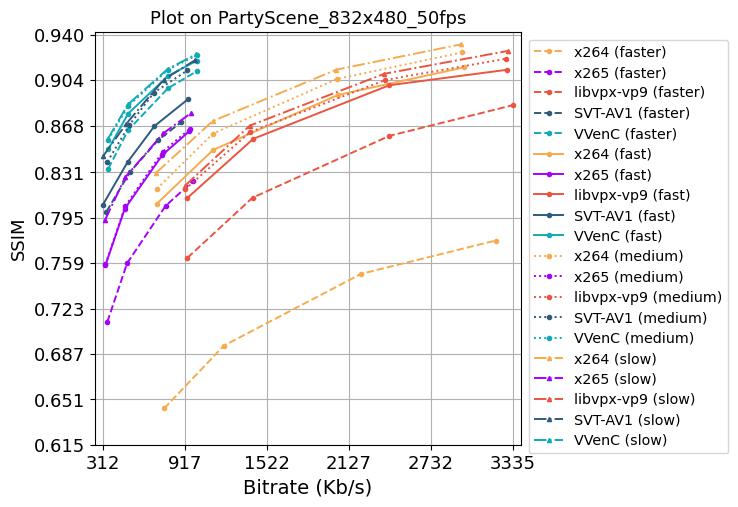 Plot on PartyScene_832x480_50fps
0.940
0.904
0.868
0.831
0.795
0.759
0.723
0.687
0.651
0.615
SSIM
312 917 1522 2127 2732 3335
Bitrate (Kb/s)
x264 (faster)
x265 (faster)
libvpx-vp9 (faster)
SVT-AV1 (faster)
VVenC (faster)
x264 (fast)
x265 (fast)
libvpx-vp9 (fast)
SVT-AV1 (fast)
VVenC (fast)
x264 (medium)
x265 (medium)
libvpx-vp9 (medium)
SVT-AV1 (medium)
VVenC (medium)
x264 (slow)
x265 (slow)
libvpx-vp9 (slow)
SVT-AV1 (slow)
VVenC (slow)